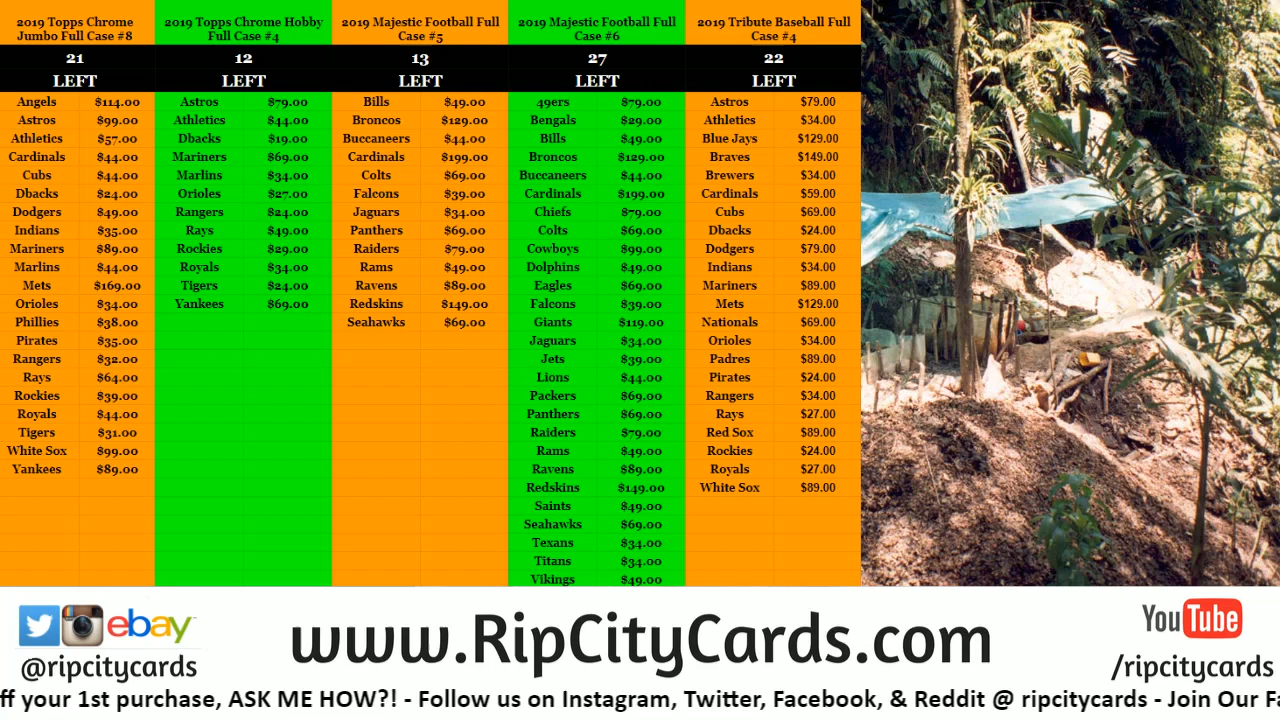 2019 Topps Chrome
Jumbo Full Case #8
21
LEFT
Angels $114.00
Astros $99.00
Athletics $57.00
Cardinals $44.00
Cubs $44.00
Dbacks $24.00
Dodgers $49.00
Indians $35.00
Mariners $89.00
Marlins $44.00
Mets $169.00
Orioles $34.00
Phillies $38.00
Pirates $35.00
Rangers $32.00
Rays $64.00
Rockies $39.00
Royals $44.00
Tigers $31.00
White Sox $99.00
Yankees $89.00
2019 Topps Chrome Hobby
Full Case #4
12
LEFT
Astros $79.00
Athletics $44.00
Dbacks $19.00
Mariners $69.00
Marlins $34.00
Orioles $27.00
Rangers $24.00
Rays $49.00
Rockies $29.00
Royals $34.00
Tigers $24.00
Yankees $69.00
2019 Majestic Football Full
Case #5
13
LEFT
Bills $49.00
Broncos $129.00
Buccaneers $44.00
Cardinals $199.00
Colts $69.00
Falcons $39.00
Jaguars $34.00
Panthers $69.00
Raiders $79.00
Rams $49.00
Ravens $89.00
Redskins $149.00
Seahawks $69.00
2019 Majestic Football Full
Case #6
27
LEFT
49ers $79.00
Bengals $29.00
Bills $49.00
Broncos $129.00
Buccaneers $44.00
Cardinals $199.00
Chiefs $79.00
Colts $69.00
Cowboys $99.00
Dolphins $49.00
Eagles $69.00
Falcons $39.00
Giants $119.00
Jaguars $34.00
Jets $39.00
Lions $44.00
Packers $69.00
Panthers $69.00
Raiders $79.00
Rams $49.00
Ravens $89.00
Redskins $149.00
Saints $49.00
Seahawks $69.00
Texans $34.00
Titans $34.00
Vikings $49.00
2019 Tribute Baseball Full
Case #4
22
LEFT
Astros $79.00
Athletics $34.00
Blue Jays $129.00
Braves $149.00
Brewers $34.00
Cardinals $59.00
Cubs $69.00
Dbacks $24.00
Dodgers $79.00
Indians $34.00
Mariners $89.00
Mets $129.00
Nationals $69.00
Orioles $34.00
Padres $89.00
Pirates $24.00
Rangers $34.00
Rays $27.00
Red Sox $89.00
Rockies $24.00
Royals $27.00
White Sox $89.00
ebay
@ripcitycards
www.RipCityCards.com
YouTube
/ripcitycards
ff your 1st purchase, ASK ME HOW?! - Follow us on Instagram, Twitter, Facebook, & Reddit @ ripcitycards - Join Our Fa